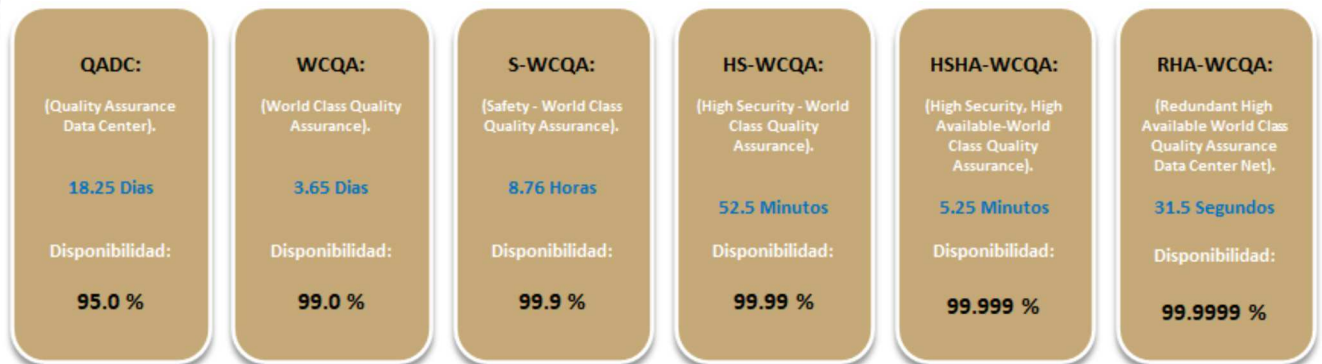 QADC:
(Quality Assurance
Data Center).
18.25 Dias
Disponibilidad:
95.0 %
WCQA:
(World Class Quality
Assurance).
3.65 Dias
Disponibilidad:
99.0 %
S-WCQA:
(Safety - World Class
Quality Assurance).
8.76 Horas
Disponibilidad:
99.9 %
HS-WCQA:
(High Security - World
Class Quality
Assurance).
52.5 Minutos
Disponibilidad:
99.99 %
HSHA-WCQA:
(High Security, High
Available-World
Class Quality
Assurance).
5.25 Minutos
Disponibilidad:
99.999 %
RHA-WCQA:
(Redundant High
Available World Class
Quality Assurance
Data Center Net).
31.5 Segundos
Disponibilidad:
99.9999 %